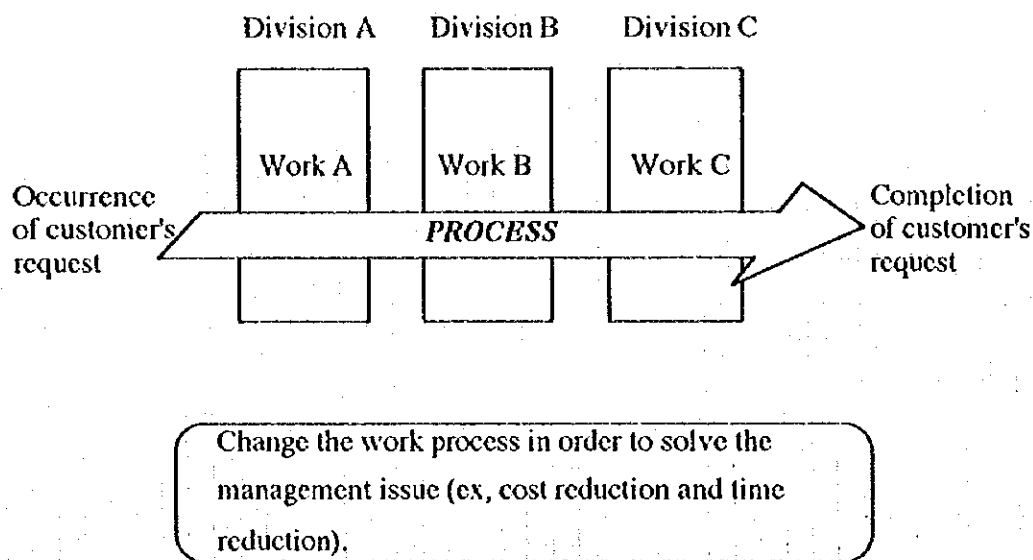 Division A Division B Division C
Work A Work B Work C
Occurrence
of customer's
request
PROCESS
Completion
of customer's
request
Change the work process in order to solve the
management issue (ex, cost reduction and time
reduction).